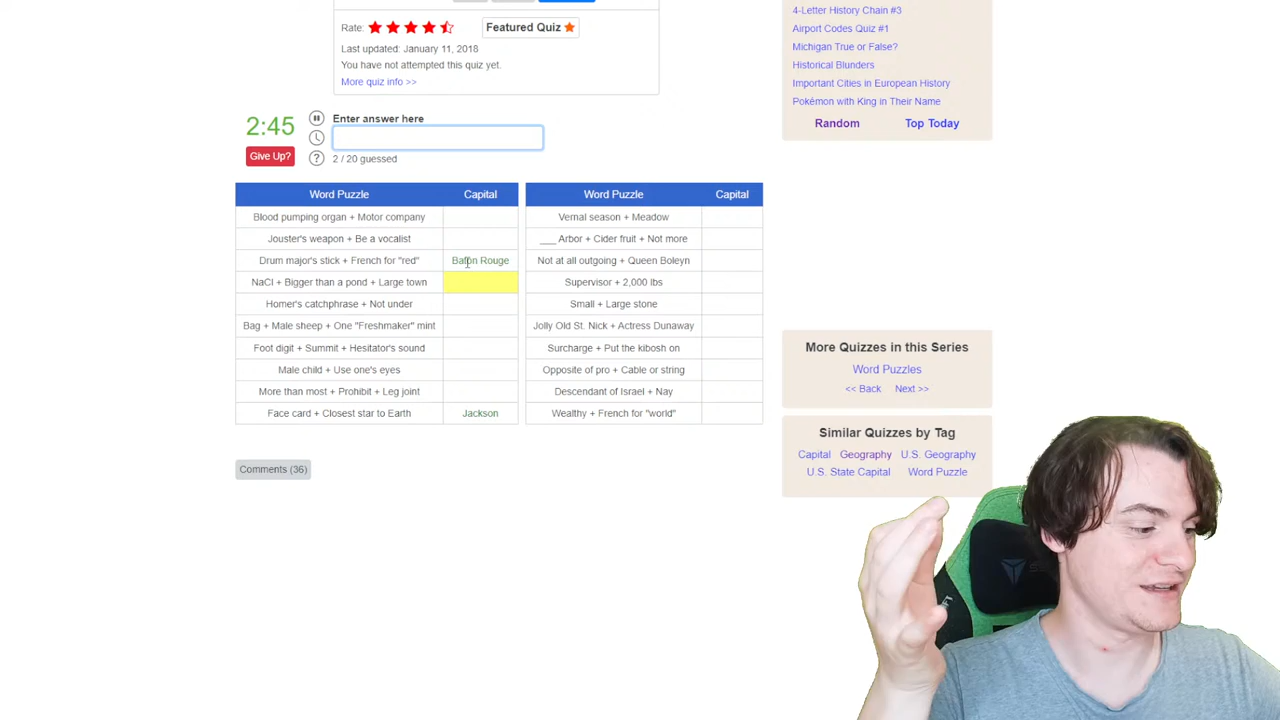 Rate:
Featured Quiz
Last updated: January 11, 2018
You have not attempted this quiz yet.
More quiz info >>
4-Letter History Chain #3
Airport Codes Quiz #1
Michigan True or False?
Historical Blunders
Important Cities in European History
Pokémon with King in Their Name
Random Top Today
2:45
Give Up?
Enter answer here
2 / 20 guessed
Word Puzzle Capital Word Puzzle Capital
Blood pumping organ + Motor company Vernal season + Meadow
Jouster's weapon + Be a vocalist ___ Arbor + Cider fruit + Not more
Drum major's stick + French for "red" Baton Rouge Not at all outgoing + Queen Boleyn
NaCl + Bigger than a pond + Large town Supervisor + 2,000 lbs
Homer's catchphrase + Not under Small + Large stone
Bag + Male sheep + One "Freshmaker" mint Jolly Old St. Nick + Actress Dunaway
Foot digit + Summit + Hesitator's sound Surcharge + Put the kibosh on
Male child + Use one's eyes Opposite of pro + Cable or string
More than most + Prohibit + Leg joint Descendant of Israel + Nay
Face card + Closest star to Earth Jackson Wealthy + French for "world"
Comments (36)
More Quizzes in this Series
Word Puzzles
<< Back Next >>
Similar Quizzes by Tag
Capital Geography U.S. Geography
U.S. State Capital Word Puzzle